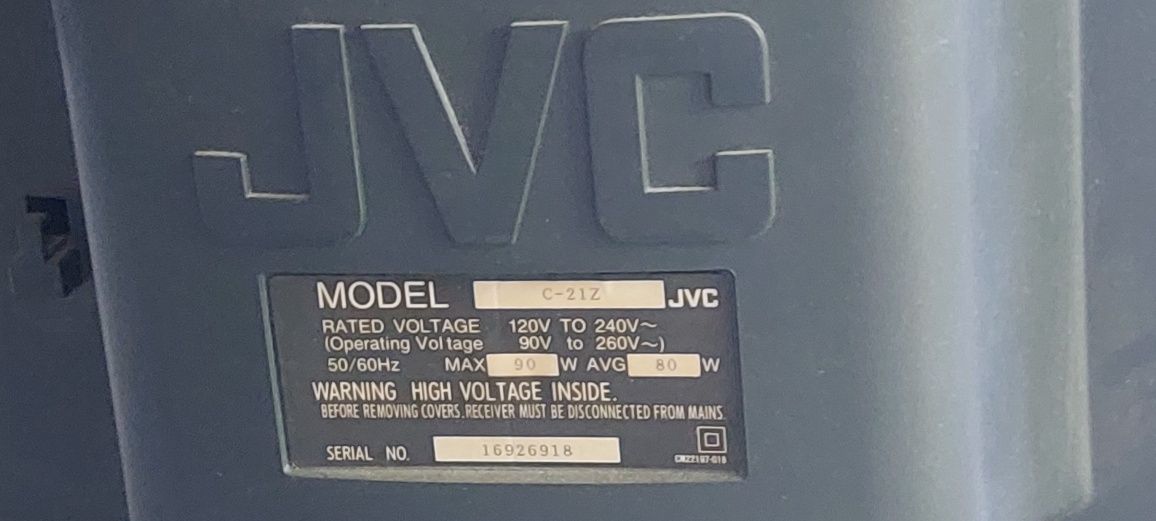 JVC
MODEL C-21Z JVC
RATED VOLTAGE 120V TO 240V~
(Operating Voltage 90V to 260V~)
50/60Hz MAX 90 W AVG 80 W
WARNING HIGH VOLTAGE INSIDE.
BEFORE REMOVING COVERS, RECEIVER MUST BE DISCONNECTED FROM MAINS.
SERIAL NO. 16926918